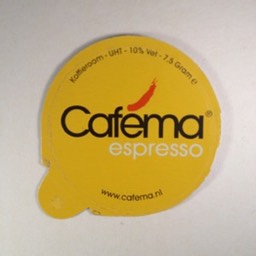 Koffieroom - UHT - 10% Vet - 7,5 Gram ℮
Caféma®
espresso
www.cafema.nl